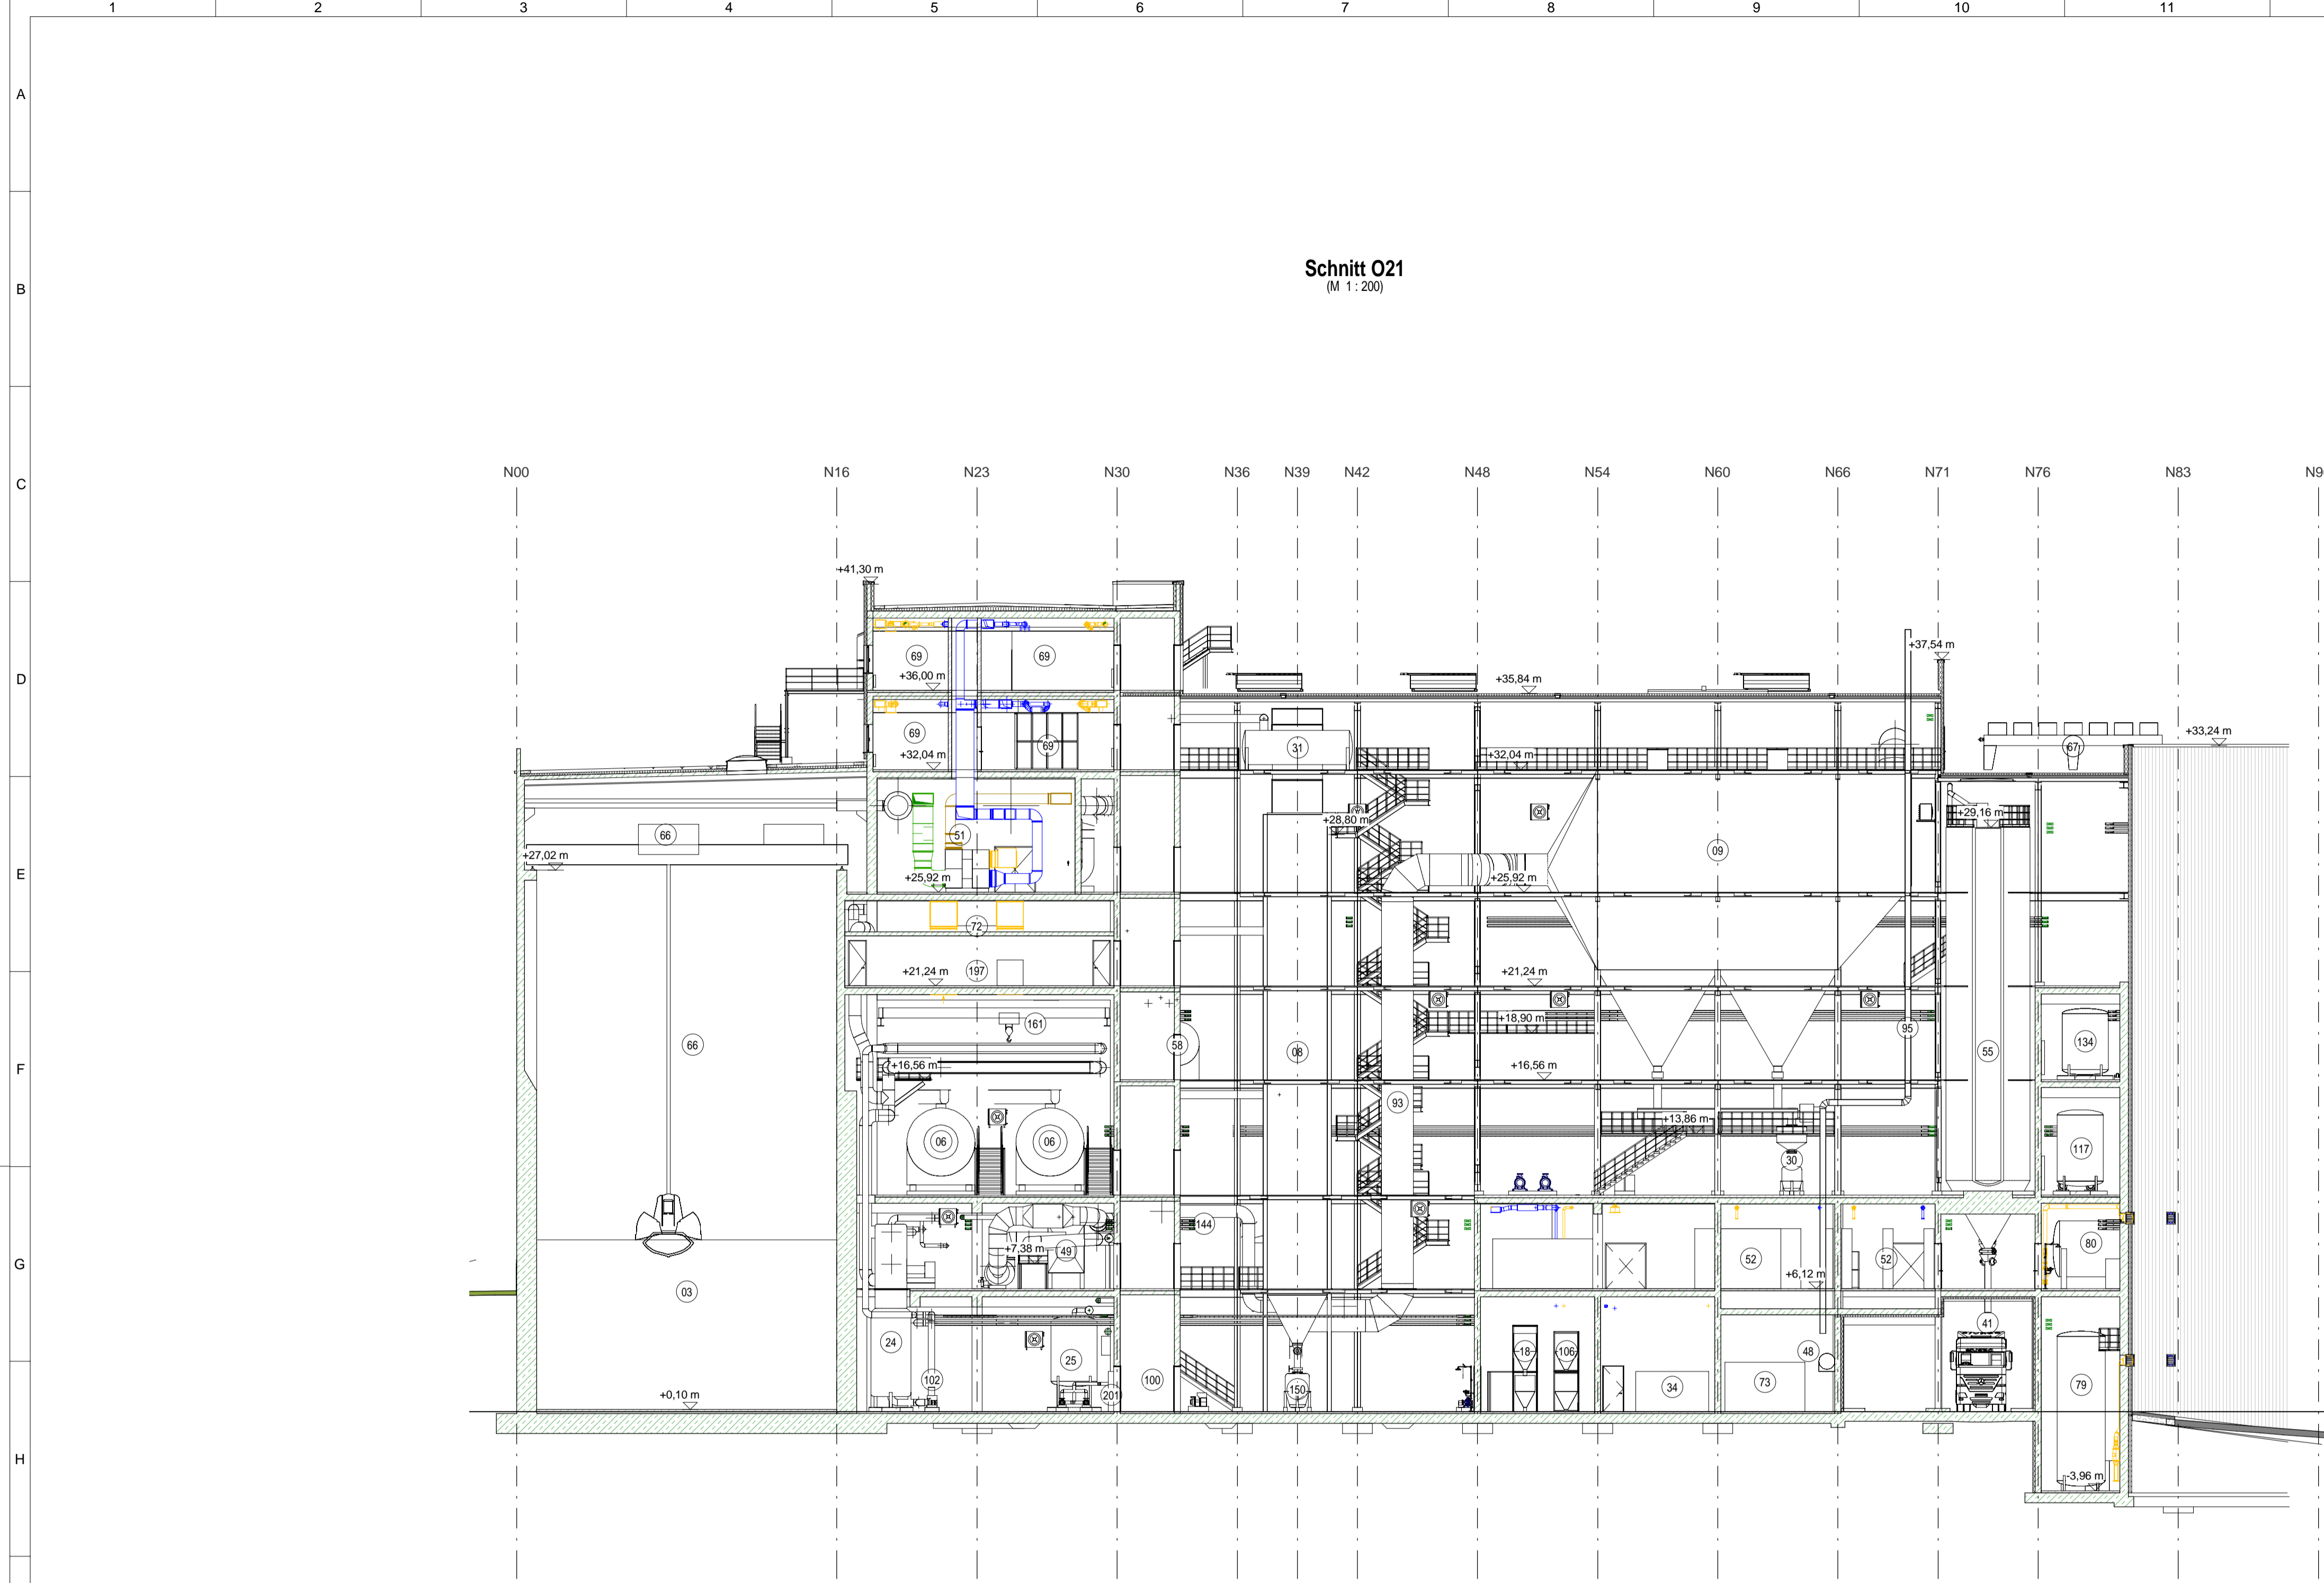 1 2 3 4 5 6 7 8 9 10 11
A
B
C
D
E
F
G
H
Schnitt O21
(M 1 : 200)
N00 N16 N23 N30 N36 N39 N42 N48 N54 N60 N66 N71 N76 N83 N9
+41,30 m
+37,54 m
69 69
+36,00 m +35,84 m
69 69 31 67 +33,24 m
+32,04 m +32,04 m
+28,80 m +29,16 m
66 51 09
+27,02 m
+25,92 m +25,92 m
72
+21,24 m 197 +21,24 m
161 +18,90 m 95
66 58 08 55 134
+16,56 m +16,56 m
93 +13,86 m
06 06 30 117
144
+7,38 m 49 52 52 80
+6,12 m
03
24 25 18 106 48 41
102 201 100 150 34 73 79
+0,10 m
-3,96 m